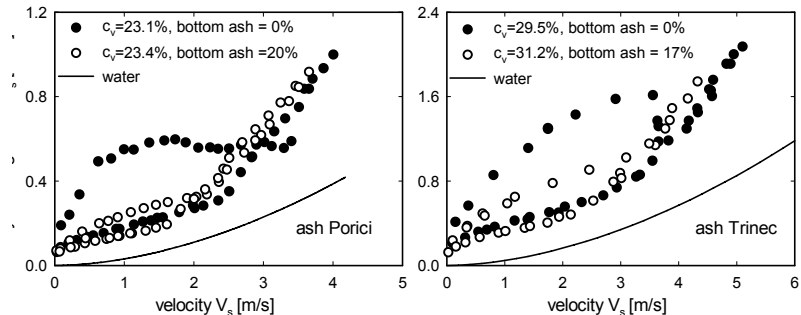 1.2
c_v=23.1%, bottom ash = 0%
c_v=23.4%, bottom ash =20%
water
0.8
0.4
0.0
ash Porici
0 1 2 3 4 5
velocity V_s [m/s]
2.4
c_v=29.5%, bottom ash = 0%
c_v=31.2%, bottom ash = 17%
water
1.6
0.8
0.0
ash Trinec
0 1 2 3 4 5 6
velocity V_s [m/s]